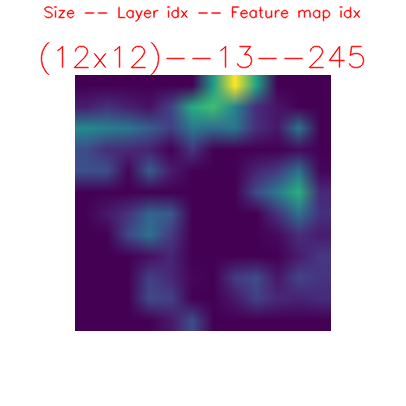 Size -- Layer idx -- Feature map idx
(12x12)--13--245